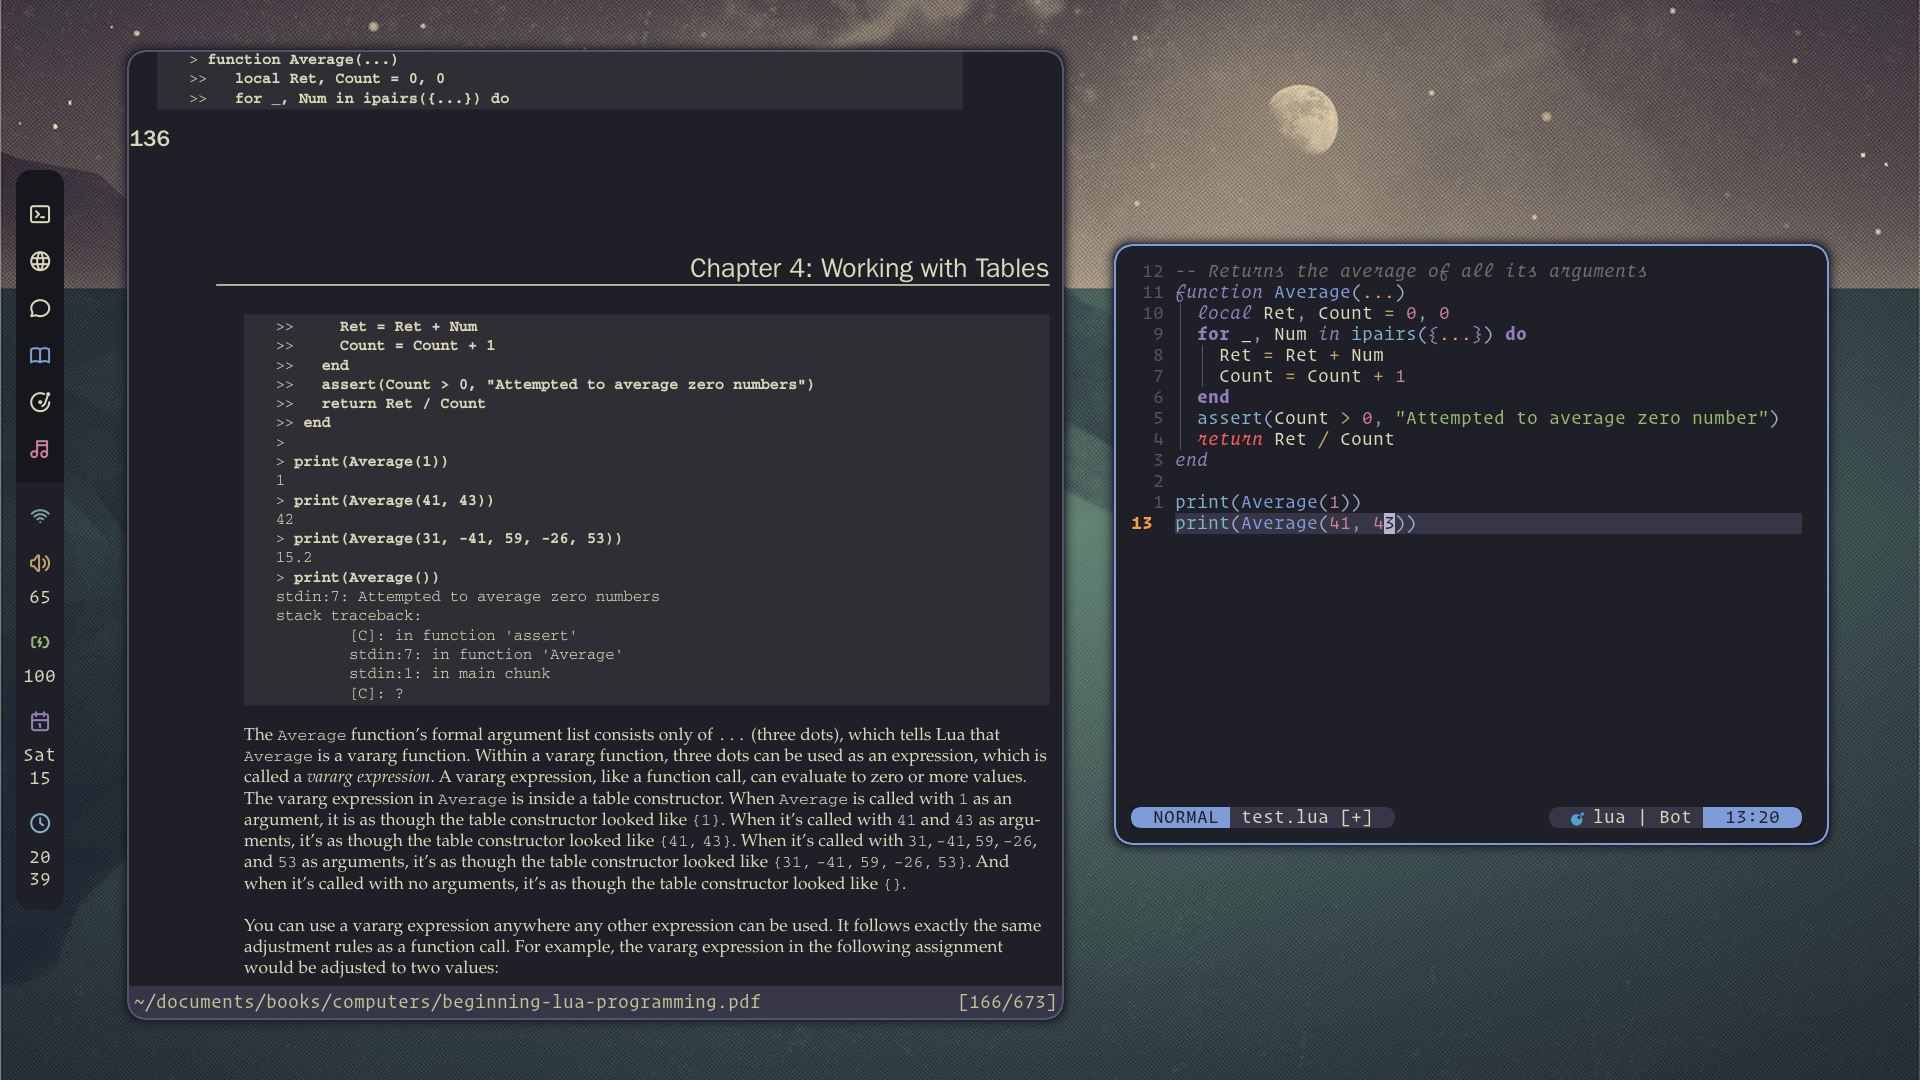 > function Average(...)
>>   local Ret, Count = 0, 0
>>   for _, Num in ipairs({...}) do
136
Chapter 4: Working with Tables
>>     Ret = Ret + Num
>>     Count = Count + 1
>>   end
>>   assert(Count > 0, "Attempted to average zero numbers")
>>   return Ret / Count
>> end
>
> print(Average(1))
1
> print(Average(41, 43))
42
> print(Average(31, -41, 59, -26, 53))
15.2
> print(Average())
stdin:7: Attempted to average zero numbers
stack traceback:
        [C]: in function 'assert'
        stdin:7: in function 'Average'
        stdin:1: in main chunk
        [C]: ?
The Average function’s formal argument list consists only of ... (three dots), which tells Lua that
Average is a vararg function. Within a vararg function, three dots can be used as an expression, which is
called a vararg expression. A vararg expression, like a function call, can evaluate to zero or more values.
The vararg expression in Average is inside a table constructor. When Average is called with 1 as an
argument, it is as though the table constructor looked like {1}. When it’s called with 41 and 43 as argu-
ments, it’s as though the table constructor looked like {41, 43}. When it’s called with 31, -41, 59, -26,
and 53 as arguments, it’s as though the table constructor looked like {31, -41, 59, -26, 53}. And
when it’s called with no arguments, it’s as though the table constructor looked like {}.
You can use a vararg expression anywhere any other expression can be used. It follows exactly the same
adjustment rules as a function call. For example, the vararg expression in the following assignment
would be adjusted to two values:
~/documents/books/computers/beginning-lua-programming.pdf [166/673]
12 -- Returns the average of all its arguments
11 function Average(...)
10   local Ret, Count = 0, 0
9   for _, Num in ipairs({...}) do
8     Ret = Ret + Num
7     Count = Count + 1
6   end
5   assert(Count > 0, "Attempted to average zero number")
4   return Ret / Count
3 end
2
1 print(Average(1))
13 print(Average(41, 43))
NORMAL test.lua [+] lua | Bot 13:20
65
100
Sat
15
20
39